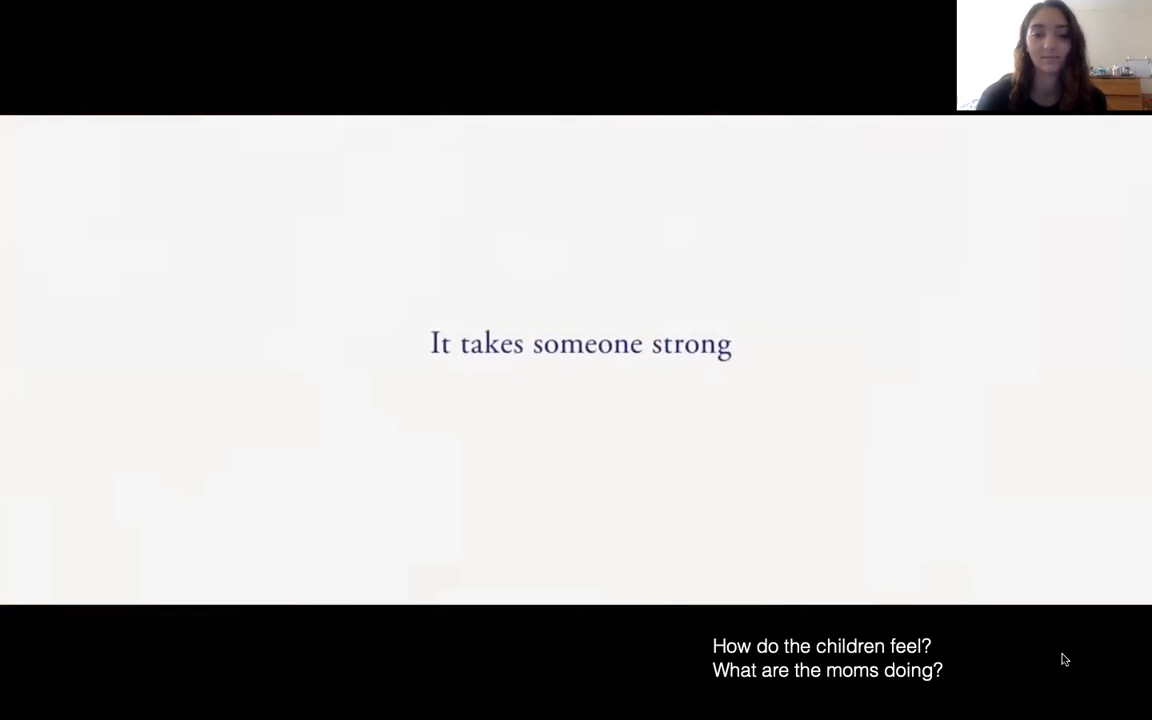 It takes someone strong
How do the children feel?
What are the moms doing?